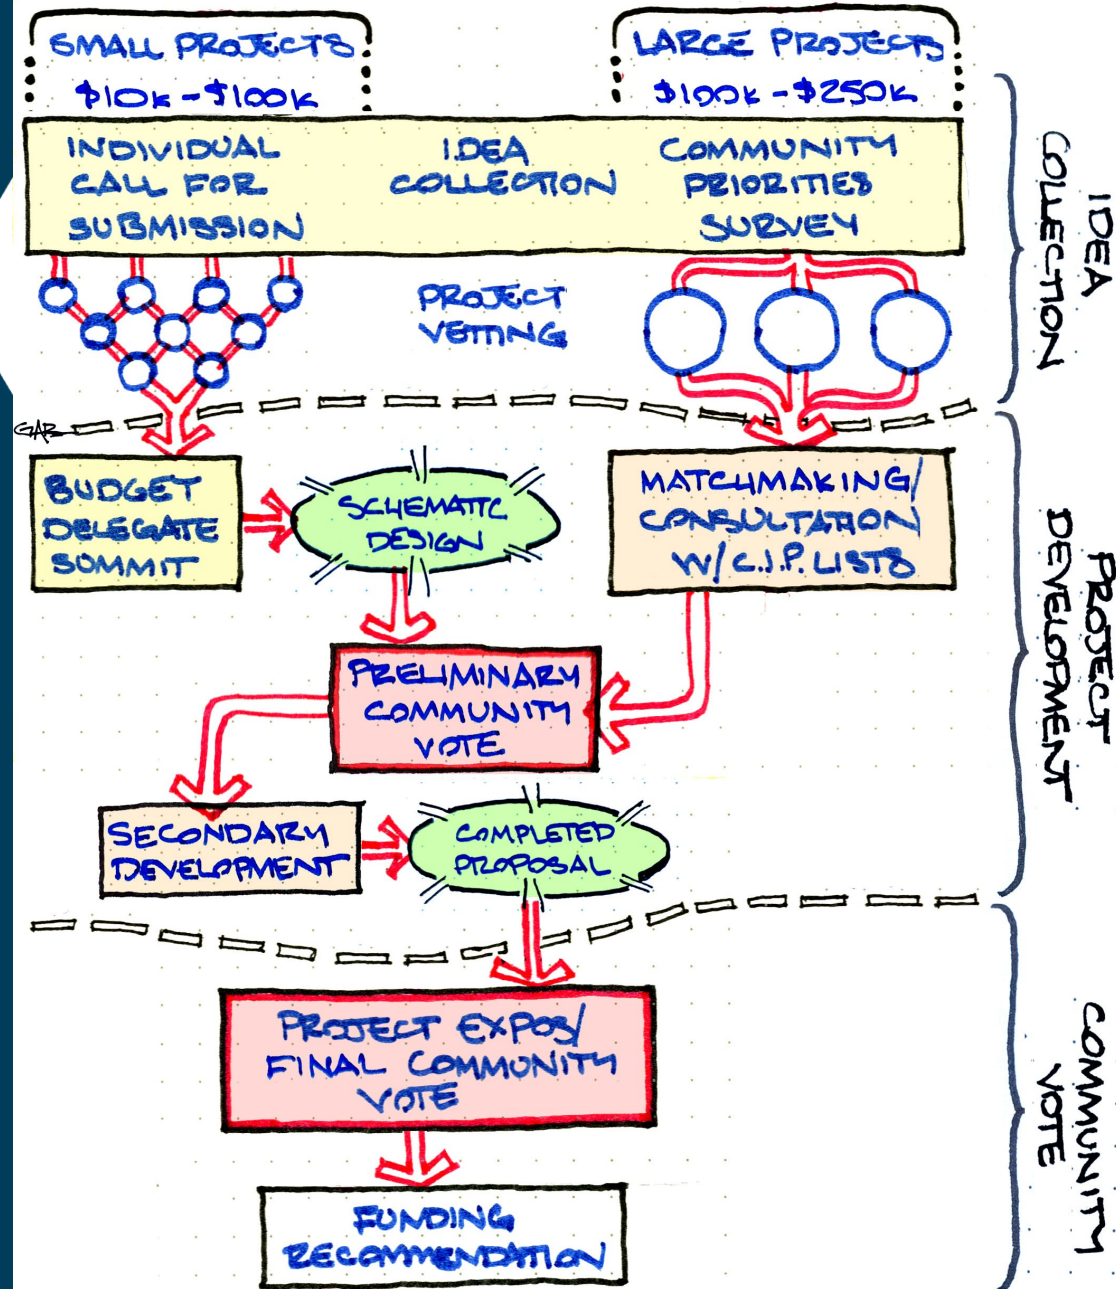 SMALL PROJECTS
$10K - $100K
LARGE PROJECTS
$100K - $250K
INDIVIDUAL
CALL FOR
SUBMISSION
IDEA
COLLECTION
COMMUNITY
PRIORITIES
SURVEY
PROJECT
VETTING
IDEA
COLLECTION
GAB
BUDGET
DELEGATE
SUMMIT
SCHEMATIC
DESIGN
MATCHMAKING/
CONSULTATION
W/ C.I.P. LISTS
PRELIMINARY
COMMUNITY
VOTE
SECONDARY
DEVELOPMENT
COMPLETED
PROPOSAL
PROJECT
DEVELOPMENT
PROJECT EXPOS/
FINAL COMMUNITY
VOTE
FUNDING
RECOMMENDATION
COMMUNITY
VOTE